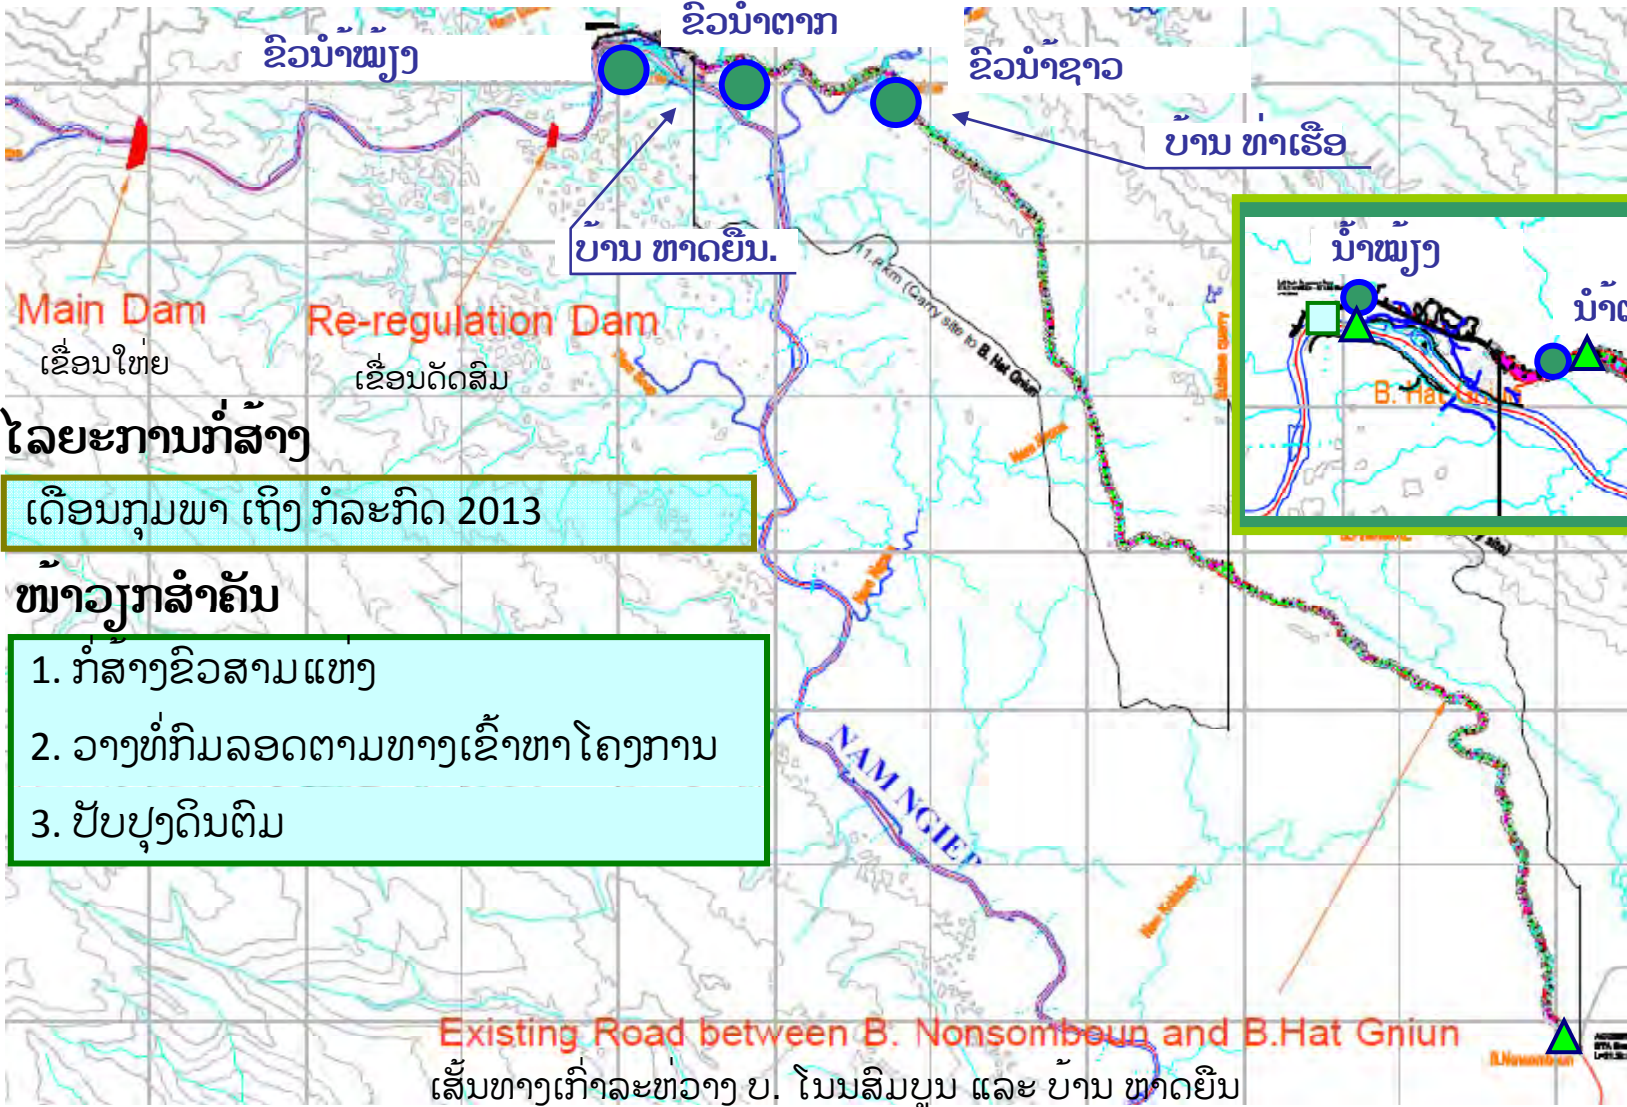 ຂົວນ້ຳໝ້ຽງ
ຂົວນ້ຳຕາກ
ຂົວນ້ຳຊາວ
ບ້ານ ທ່າເຮືອ
ບ້ານ ຫາດຍືນ.
ນ້ຳໝ້ຽງ
B. Hat
Main Dam
ເຂື່ອນໃຫ່ຍ
Re-regulation Dam
ເຂື່ອນດັດສົມ
11.8km (Qarry site to B. Hat Gniun
ໄລຍະການກໍ່ສ້າງ
ເດືອນກຸມພາ ເຖິງ ກໍລະກົດ 2013
ໜ້າວຽກສຳຄັນ
1. ກໍ່ສ້າງຂົວສາມແຫ່ງ
2. ວາງທໍ່ກົມລອດຕາມທາງເຂົ້າຫາໂຄງການ
3. ປັບປຸງດິນຕົມ
NAM NGIEP
Existing Road between B. Nonsomboun and B.Hat Gniun
ເສັ້ນທາງເກົ່າລະຫ່ວາງ ບ. ໂນນສົມບູນ ແລະ ບ້ານ ຫາດຍືນ
B.Nonsomboun